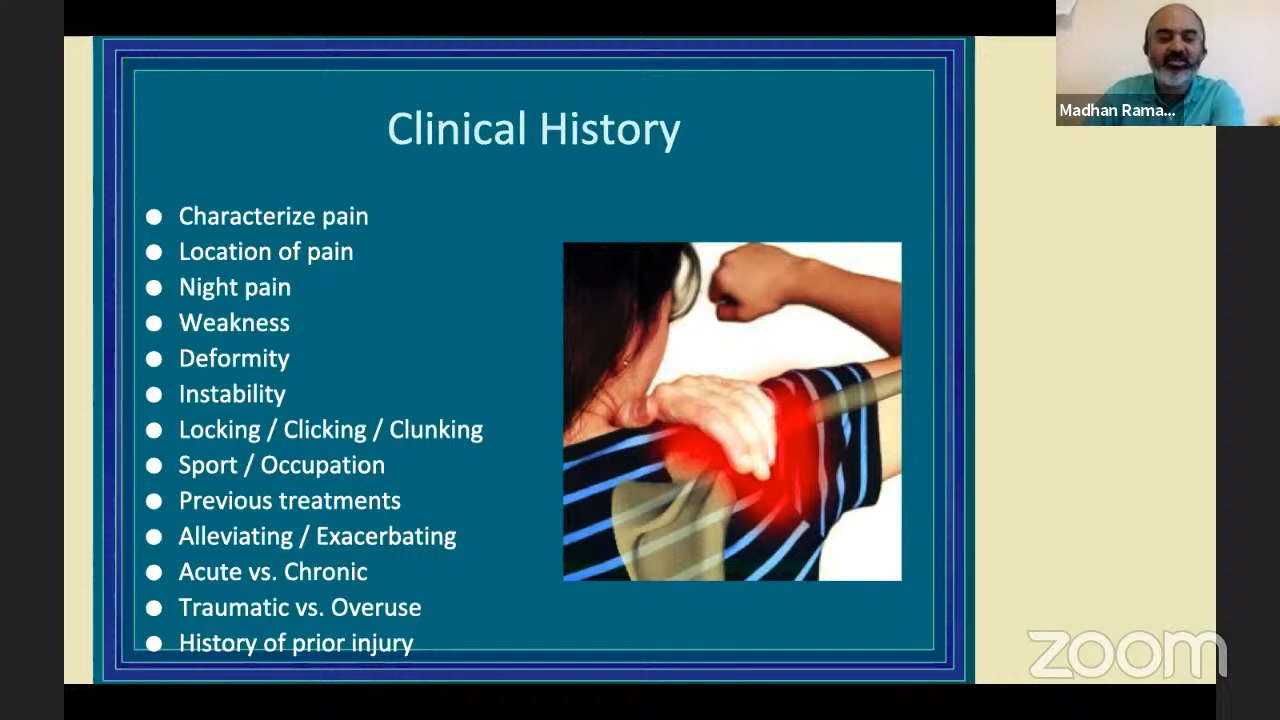 Clinical History
Characterize pain
Location of pain
Night pain
Weakness
Deformity
Instability
Locking / Clicking / Clunking
Sport / Occupation
Previous treatments
Alleviating / Exacerbating
Acute vs. Chronic
Traumatic vs. Overuse
History of prior injury
Madhan Rama...
zoom